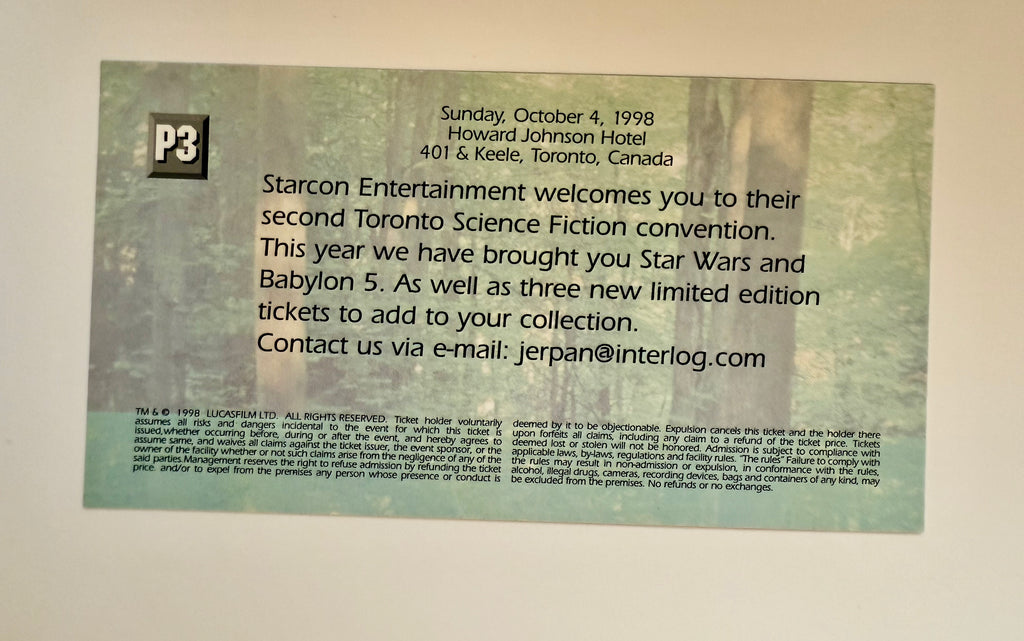 P3
Sunday, October 4, 1998
Howard Johnson Hotel
401 & Keele, Toronto, Canada
Starcon Entertainment welcomes you to their
second Toronto Science Fiction convention.
This year we have brought you Star Wars and
Babylon 5. As well as three new limited edition
tickets to add to your collection.
Contact us via e-mail: jerpan@interlog.com
TM & © 1998 LUCASFILM LTD. ALL RIGHTS RESERVED. Ticket holder voluntarily
assumes all risks and dangers incidental to the event for which this ticket is
issued,whether occurring before, during or after the event, and hereby agrees to
assume same, and waives all claims against the ticket issuer, the event sponsor, or the
owner of the facility whether or not such claims arise from the negligence of any of the
said parties.Management reserves the right to refuse admission by refunding the ticket
price. and/or to expel from the premises any person whose presence or conduct is
deemed by it to be objectionable. Expulsion cancels this ticket and the holder there
upon forfeits all claims, including any claim to a refund of the ticket price. Tickets
deemed lost or stolen will not be honored. Admission is subject to compliance with
applicable laws, by-laws, regulations and facility rules. "The rules" Failure to comply with
the rules may result in non-admission or expulsion, in conformance with the rules,
alcohol, illegal drugs, cameras, recording devices, bags and containers of any kind, may
be excluded from the premises. No refunds or no exchanges.